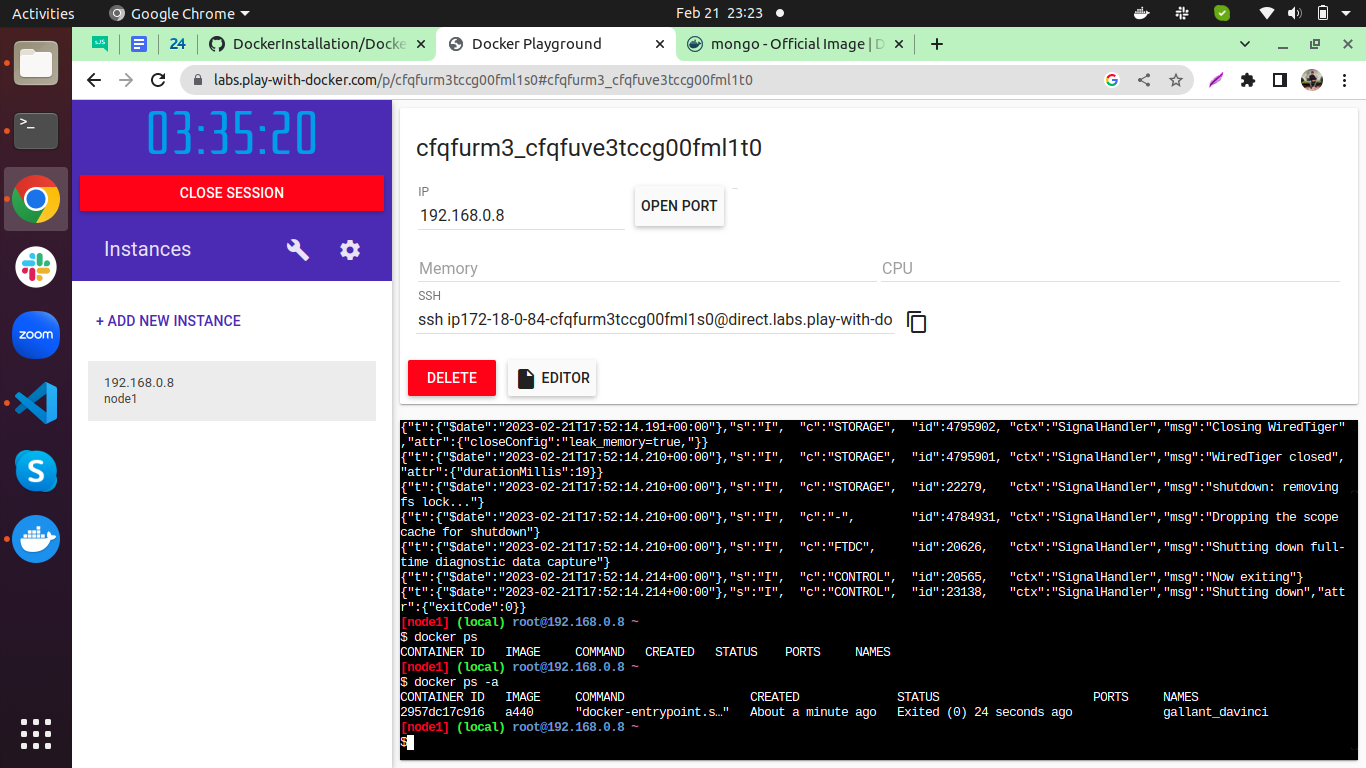 Activities
Google Chrome
Feb 21 23:23
sJS
24
DockerInstallation/Docke
Docker Playground
mongo - Official Image | D
labs.play-with-docker.com/p/cfqfurm3tccg00fml1s0#cfqfurm3_cfqfuve3tccg00fml1t0
03:35:20
CLOSE SESSION
Instances
+ ADD NEW INSTANCE
192.168.0.8
node1
zoom
cfqfurm3_cfqfuve3tccg00fml1t0
IP
192.168.0.8
OPEN PORT
Memory
CPU
SSH
ssh ip172-18-0-84-cfqfurm3tccg00fml1s0@direct.labs.play-with-do
DELETE
EDITOR
{"t":{"$date":"2023-02-21T17:52:14.191+00:00"},"s":"I",  "c":"STORAGE",  "id":4795902, "ctx":"SignalHandler","msg":"Closing WiredTiger"
,"attr":{"closeConfig":"leak_memory=true,"}}
{"t":{"$date":"2023-02-21T17:52:14.210+00:00"},"s":"I",  "c":"STORAGE",  "id":4795901, "ctx":"SignalHandler","msg":"WiredTiger closed",
"attr":{"durationMillis":19}}
{"t":{"$date":"2023-02-21T17:52:14.210+00:00"},"s":"I",  "c":"STORAGE",  "id":22279,   "ctx":"SignalHandler","msg":"shutdown: removing
fs lock..."}
{"t":{"$date":"2023-02-21T17:52:14.210+00:00"},"s":"I",  "c":"-",        "id":4784931, "ctx":"SignalHandler","msg":"Dropping the scope
cache for shutdown"}
{"t":{"$date":"2023-02-21T17:52:14.210+00:00"},"s":"I",  "c":"FTDC",     "id":20626,   "ctx":"SignalHandler","msg":"Shutting down full-
time diagnostic data capture"}
{"t":{"$date":"2023-02-21T17:52:14.214+00:00"},"s":"I",  "c":"CONTROL",  "id":20565,   "ctx":"SignalHandler","msg":"Now exiting"}
{"t":{"$date":"2023-02-21T17:52:14.214+00:00"},"s":"I",  "c":"CONTROL",  "id":23138,   "ctx":"SignalHandler","msg":"Shutting down","att
r":{"exitCode":0}}
[node1] (local) root@192.168.0.8 ~
$ docker ps
CONTAINER ID   IMAGE     COMMAND   CREATED   STATUS    PORTS     NAMES
[node1] (local) root@192.168.0.8 ~
$ docker ps -a
CONTAINER ID   IMAGE     COMMAND                  CREATED              STATUS                      PORTS     NAMES
2957dc17c916   a440      "docker-entrypoint.s…"   About a minute ago   Exited (0) 24 seconds ago             gallant_davinci
[node1] (local) root@192.168.0.8 ~
$